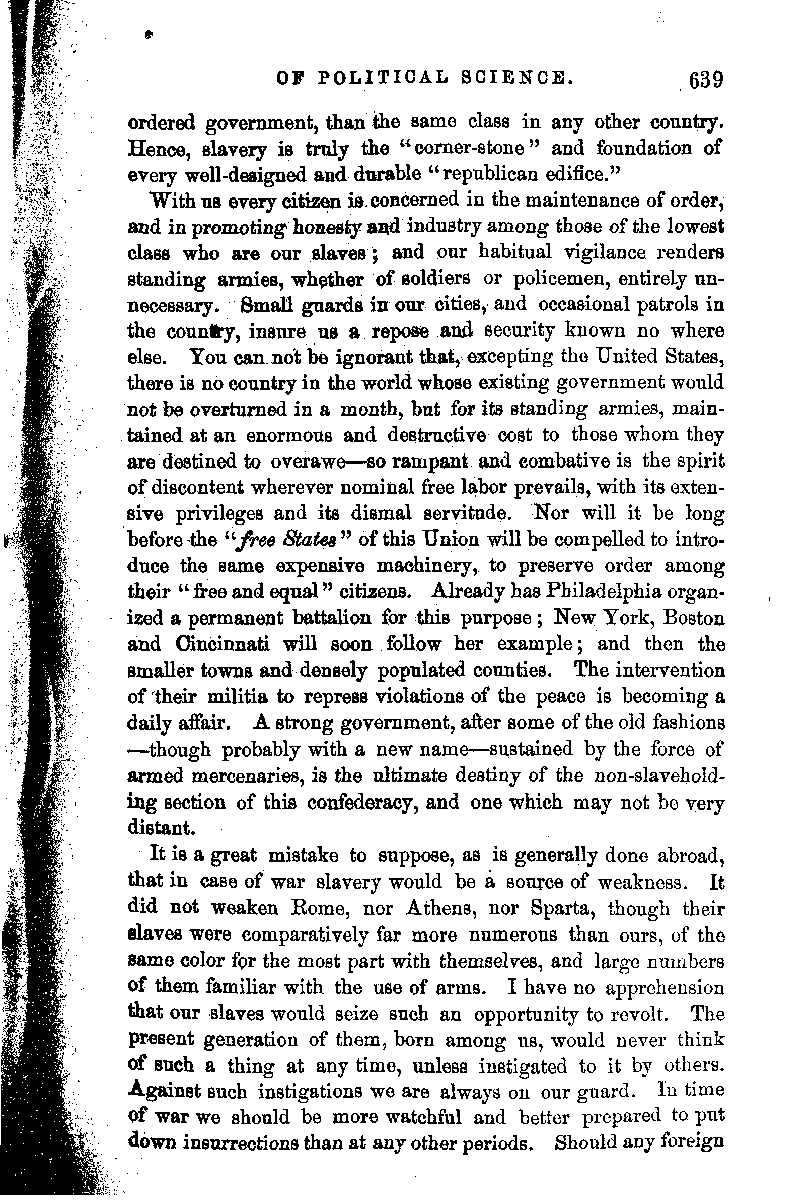 OF POLITICAL SCIENCE. 639
ordered government, than the same class in any other country.
Hence, slavery is truly the “corner-stone” and foundation of
every well-designed and durable “republican edifice.”
With us every citizen is concerned in the maintenance of order,
and in promoting honesty and industry among those of the lowest
class who are our slaves; and our habitual vigilance renders
standing armies, whether of soldiers or policemen, entirely un-
necessary. Small guards in our cities, and occasional patrols in
the country, insure us a repose and security known no where
else. You can not be ignorant that, excepting the United States,
there is no country in the world whose existing government would
not be overturned in a month, but for its standing armies, main-
tained at an enormous and destructive cost to those whom they
are destined to overawe—so rampant and combative is the spirit
of discontent wherever nominal free labor prevails, with its exten-
sive privileges and its dismal servitude. Nor will it be long
before the “free States” of this Union will be compelled to intro-
duce the same expensive machinery, to preserve order among
their “free and equal” citizens. Already has Philadelphia organ-
ized a permanent battalion for this purpose; New York, Boston
and Cincinnati will soon follow her example; and then the
smaller towns and densely populated counties. The intervention
of their militia to repress violations of the peace is becoming a
daily affair. A strong government, after some of the old fashions
—though probably with a new name—sustained by the force of
armed mercenaries, is the ultimate destiny of the non-slavehold-
ing section of this confederacy, and one which may not be very
distant.
It is a great mistake to suppose, as is generally done abroad,
that in case of war slavery would be a source of weakness. It
did not weaken Rome, nor Athens, nor Sparta, though their
slaves were comparatively far more numerous than ours, of the
same color for the most part with themselves, and large numbers
of them familiar with the use of arms. I have no apprehension
that our slaves would seize such an opportunity to revolt. The
present generation of them, born among us, would never think
of such a thing at any time, unless instigated to it by others.
Against such instigations we are always on our guard. In time
of war we should be more watchful and better prepared to put
down insurrections than at any other periods. Should any foreign